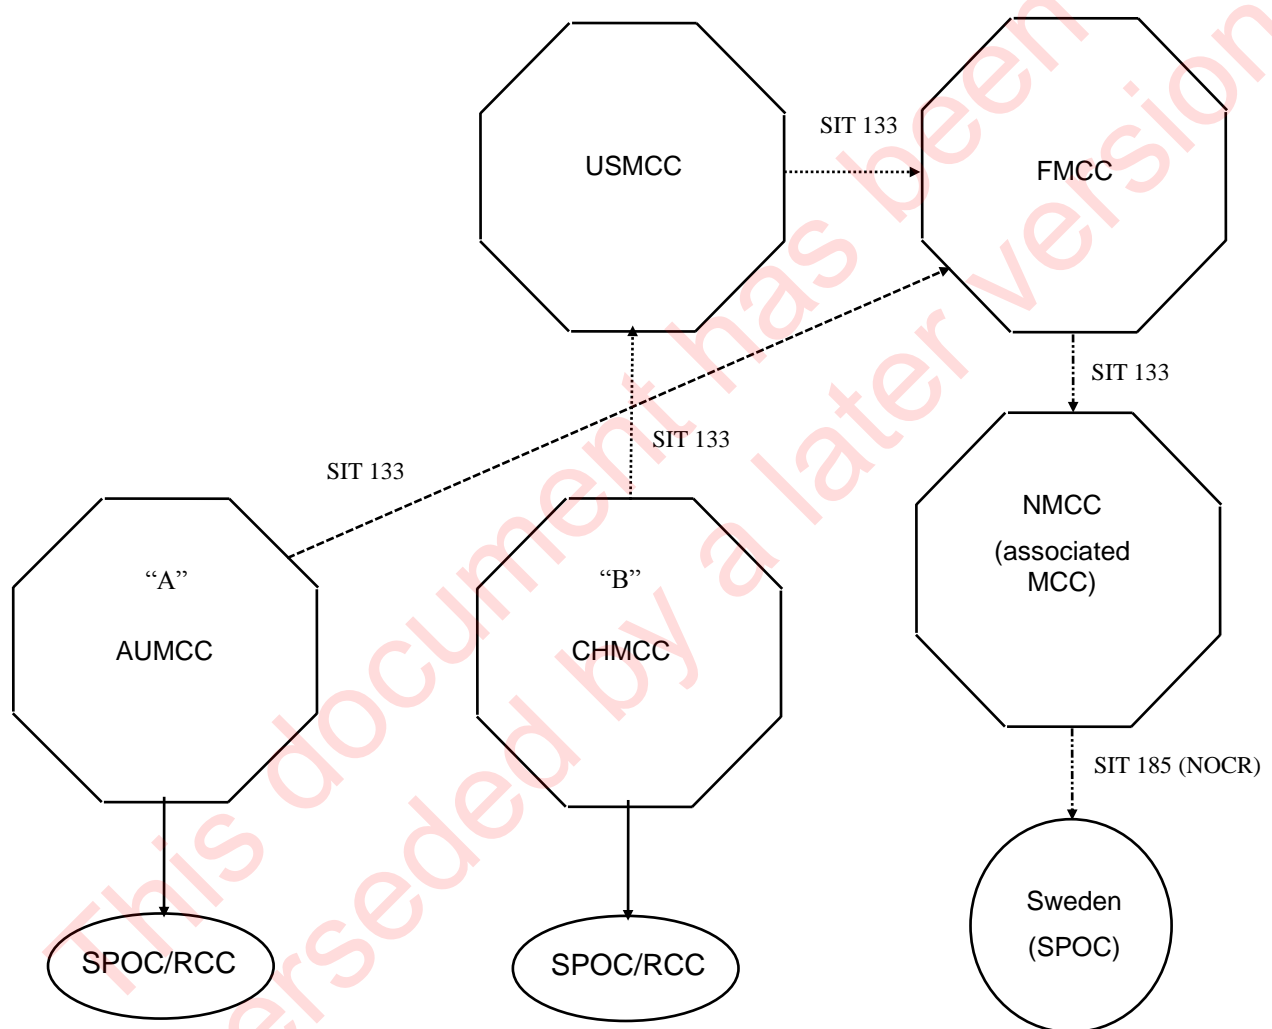 USMCC
SIT 133
FMCC
SIT 133
SIT 133
SIT 133
NMCC
(associated
MCC)
“A”
AUMCC
“B”
CHMCC
SIT 185 (NOCR)
Sweden
(SPOC)
SPOC/RCC
SPOC/RCC
This document has been
erseded by a later version